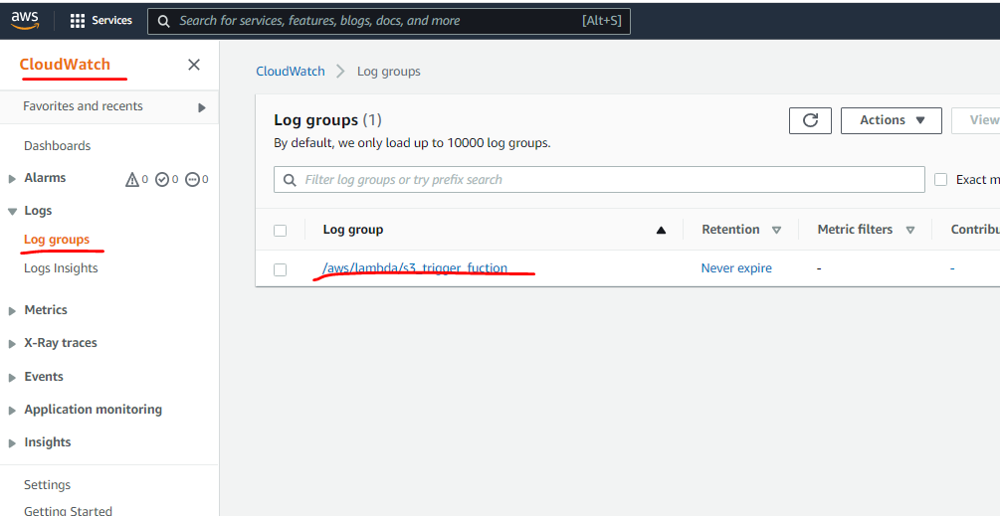 aws Services Search for services, features, blogs, docs, and more [Alt+S]
CloudWatch
Favorites and recents
Dashboards
Alarms 0 0 0
Logs
Log groups
Logs Insights
Metrics
X-Ray traces
Events
Application monitoring
Insights
Settings
Getting Started
CloudWatch Log groups
Log groups (1)
By default, we only load up to 10000 log groups.
Actions View
Filter log groups or try prefix search Exact m
Log group Retention Metric filters Contribu
/aws/lambda/s3_trigger_fuction Never expire - -